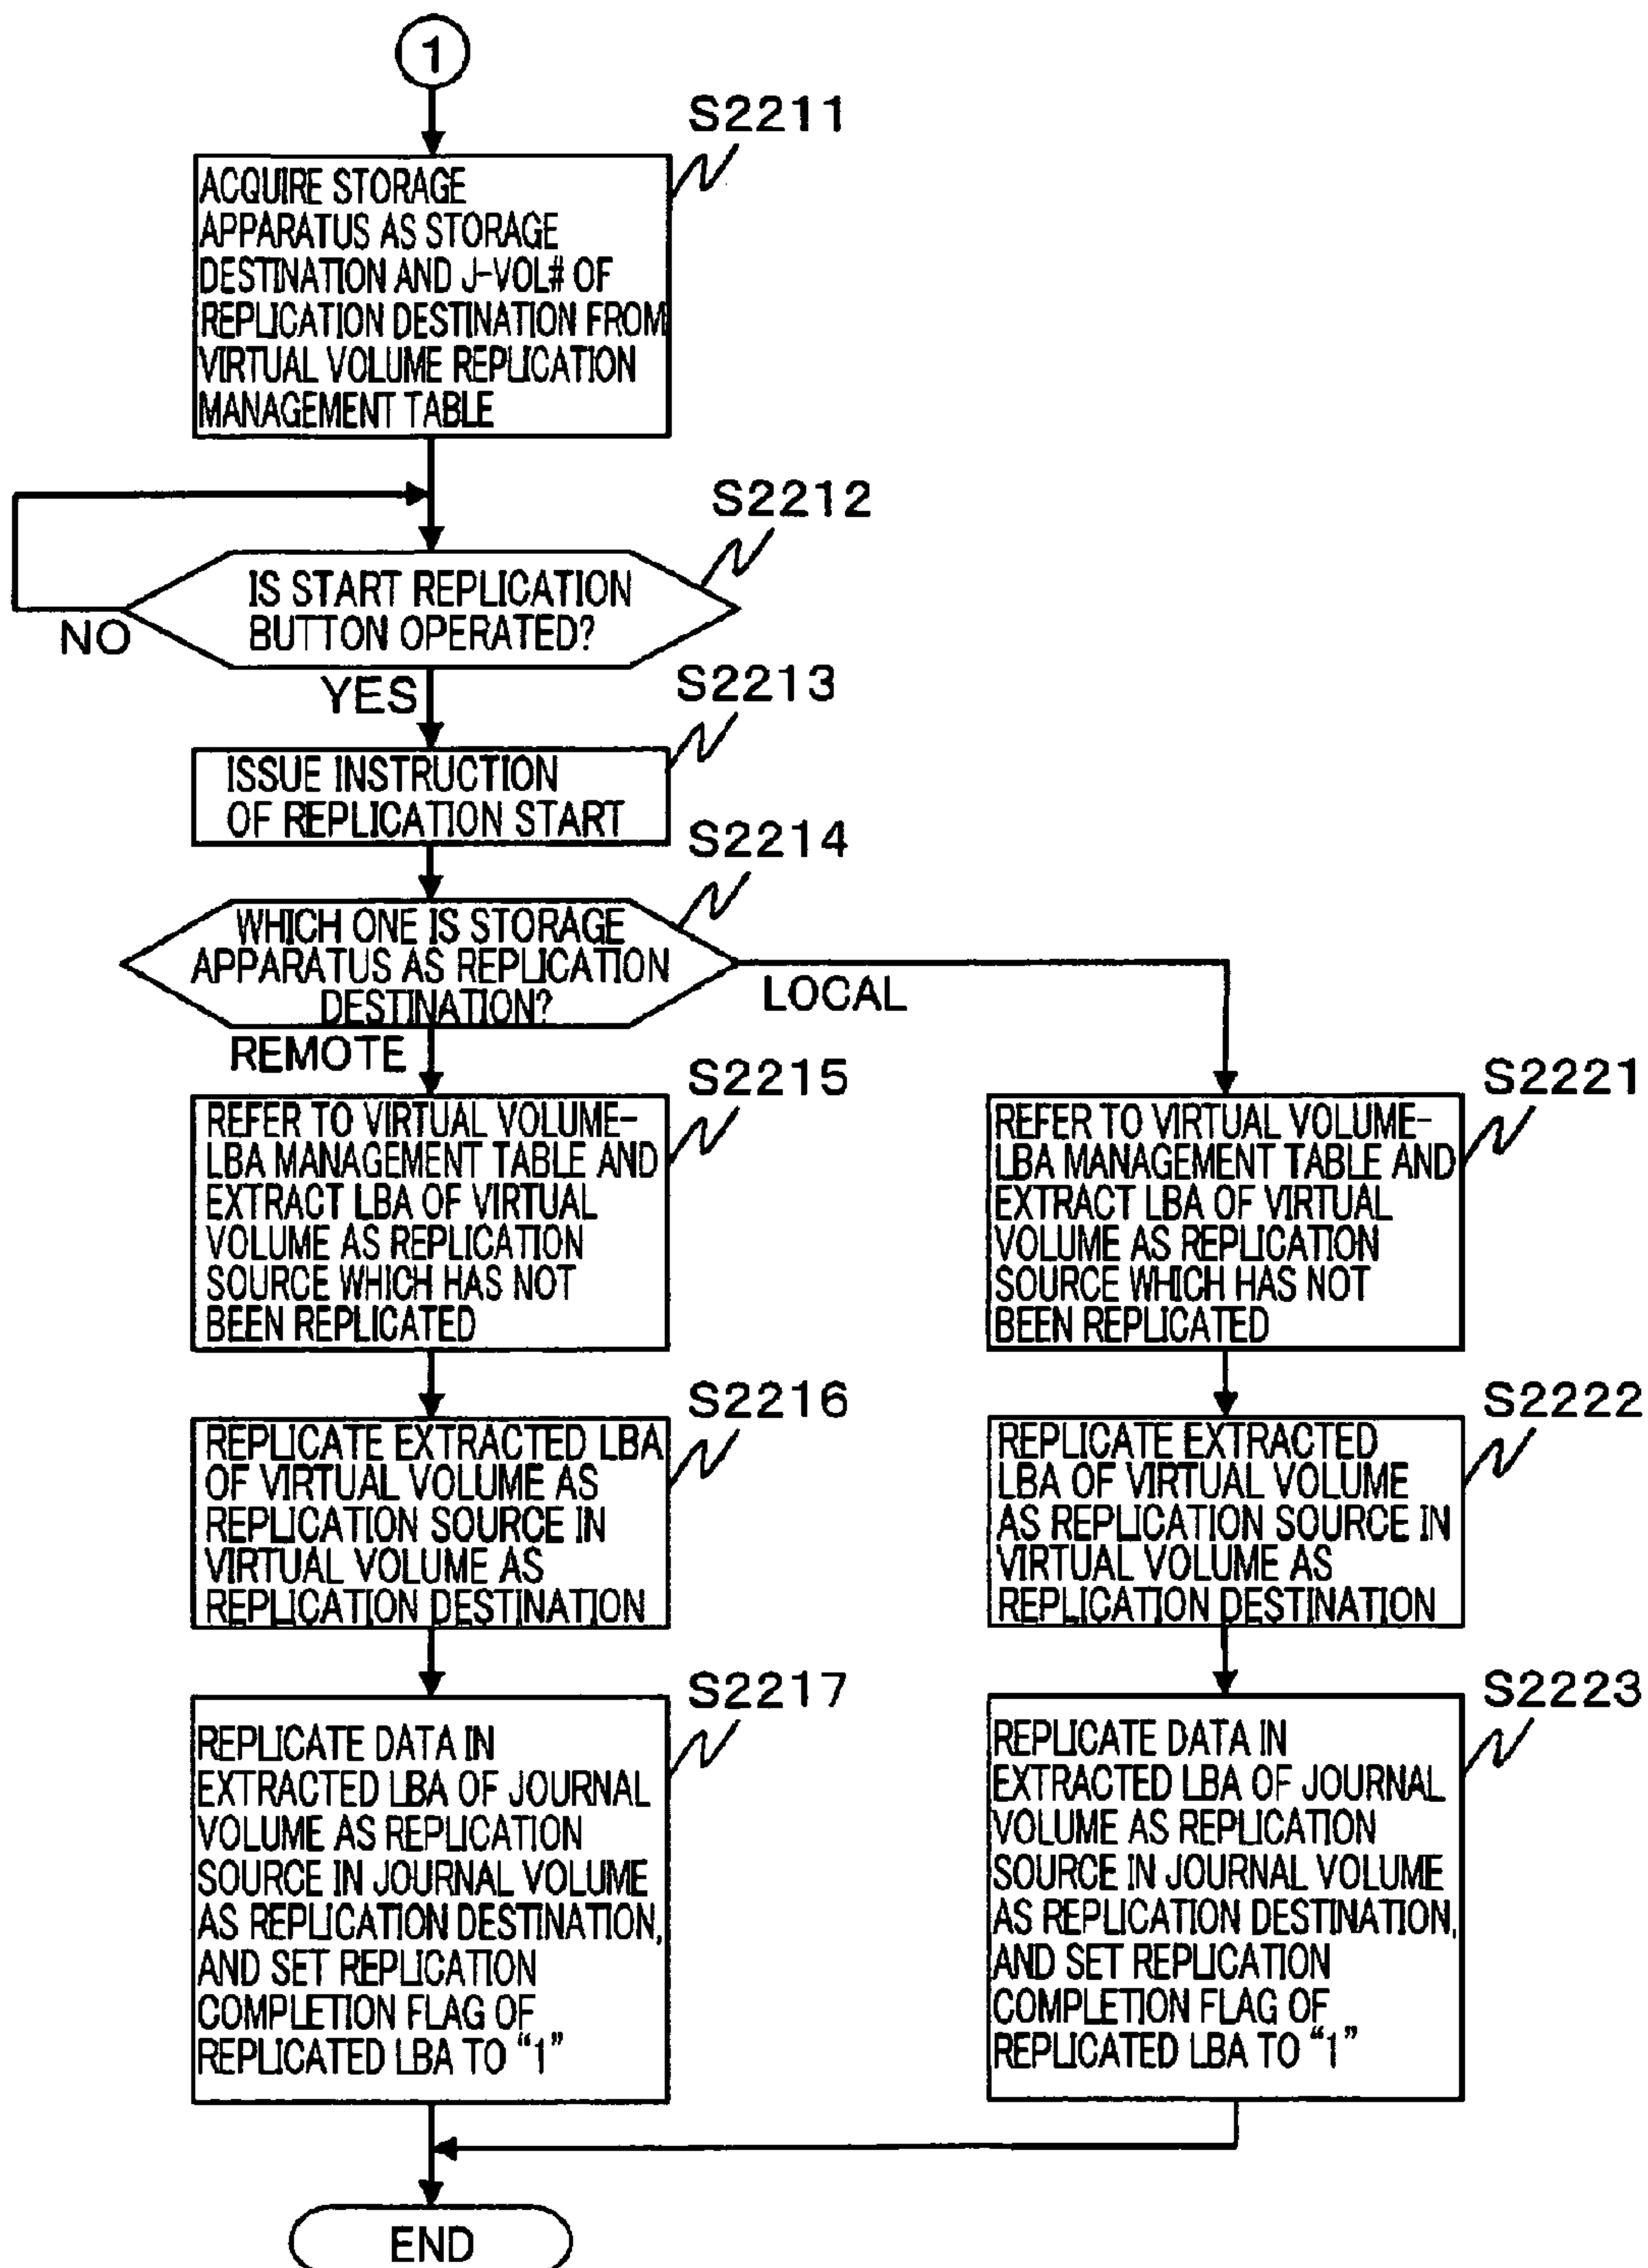 1
S2211
ACQUIRE STORAGE
APPARATUS AS STORAGE
DESTINATION AND J-VOL# OF
REPLICATION DESTINATION FROM
VIRTUAL VOLUME REPLICATION
MANAGEMENT TABLE
S2212
IS START REPLICATION
BUTTON OPERATED?
NO
YES
S2213
ISSUE INSTRUCTION
OF REPLICATION START
S2214
WHICH ONE IS STORAGE
APPARATUS AS REPLICATION
DESTINATION?
LOCAL
REMOTE
S2215
REFER TO VIRTUAL VOLUME-
LBA MANAGEMENT TABLE AND
EXTRACT LBA OF VIRTUAL
VOLUME AS REPLICATION
SOURCE WHICH HAS NOT
BEEN REPLICATED
S2221
REFER TO VIRTUAL VOLUME-
LBA MANAGEMENT TABLE AND
EXTRACT LBA OF VIRTUAL
VOLUME AS REPLICATION
SOURCE WHICH HAS NOT
BEEN REPLICATED
S2216
REPLICATE EXTRACTED LBA
OF VIRTUAL VOLUME AS
REPLICATION SOURCE IN
VIRTUAL VOLUME AS
REPLICATION DESTINATION
S2222
REPLICATE EXTRACTED
LBA OF VIRTUAL VOLUME
AS REPLICATION SOURCE IN
VIRTUAL VOLUME AS
REPLICATION DESTINATION
S2217
REPLICATE DATA IN
EXTRACTED LBA OF JOURNAL
VOLUME AS REPLICATION
SOURCE IN JOURNAL VOLUME
AS REPLICATION DESTINATION,
AND SET REPLICATION
COMPLETION FLAG OF
REPLICATED LBA TO “1”
S2223
REPLICATE DATA IN
EXTRACTED LBA OF JOURNAL
VOLUME AS REPLICATION
SOURCE IN JOURNAL VOLUME
AS REPLICATION DESTINATION,
AND SET REPLICATION
COMPLETION FLAG OF
REPLICATED LBA TO “1”
END